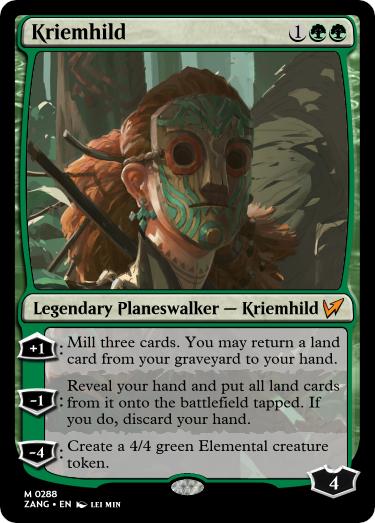 Kriemhild 1
Legendary Planeswalker — Kriemhild
+1: Mill three cards. You may return a land
card from your graveyard to your hand.
-1: Reveal your hand and put all land cards
from it onto the battlefield tapped. If
you do, discard your hand.
-4: Create a 4/4 green Elemental creature
token.
4
M 0288
ZANG • EN LEI MIN